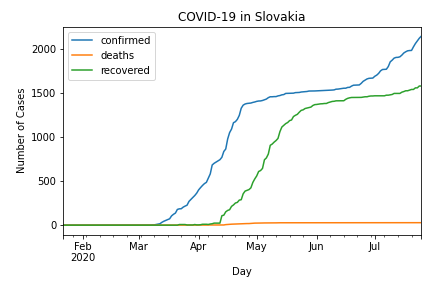 COVID-19 in Slovakia
confirmed
deaths
recovered
Number of Cases
2000
1500
1000
500
0
Feb Mar Apr May Jun Jul
2020
Day